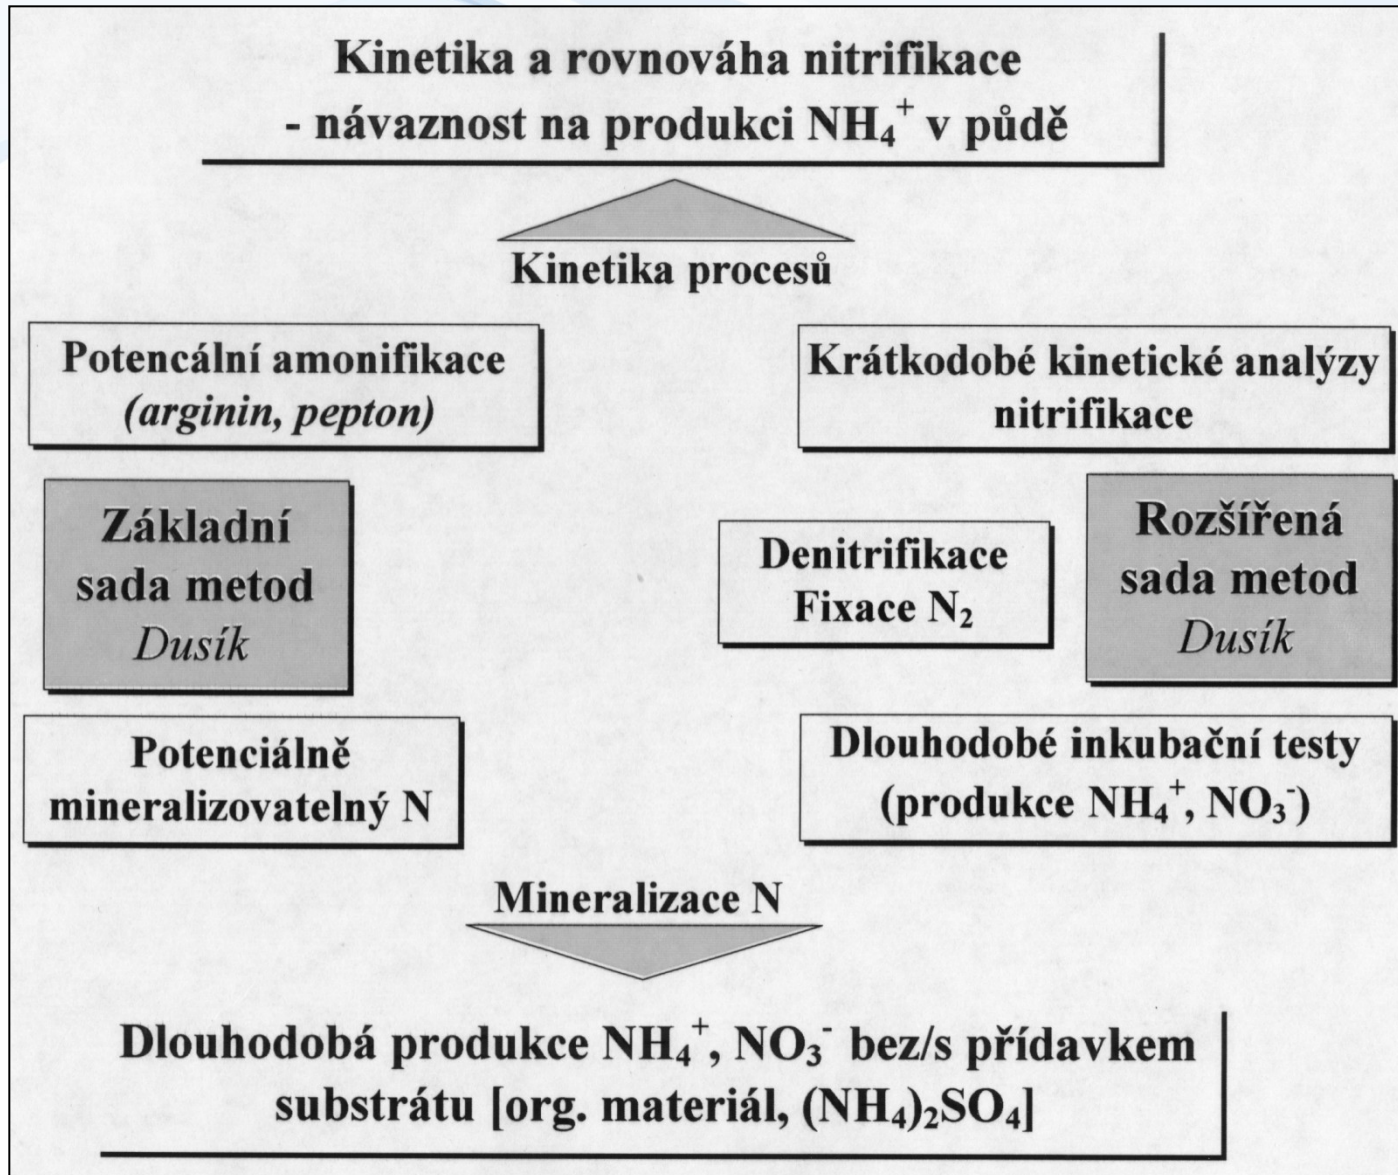 Kinetika a rovnováha nitrifikace
- návaznost na produkci NH₄⁺ v půdě
Kinetika procesů
Potencální amonifikace
(arginin, pepton)
Krátkodobé kinetické analýzy
nitrifikace
Základní
sada metod
Dusík
Denitrifikace
Fixace N₂
Rozšířená
sada metod
Dusík
Potenciálně
mineralizovatelný N
Dlouhodobé inkubační testy
(produkce NH₄⁺, NO₃⁻)
Mineralizace N
Dlouhodobá produkce NH₄⁺, NO₃⁻ bez/s přídavkem
substrátu [org. materiál, (NH₄)₂SO₄]